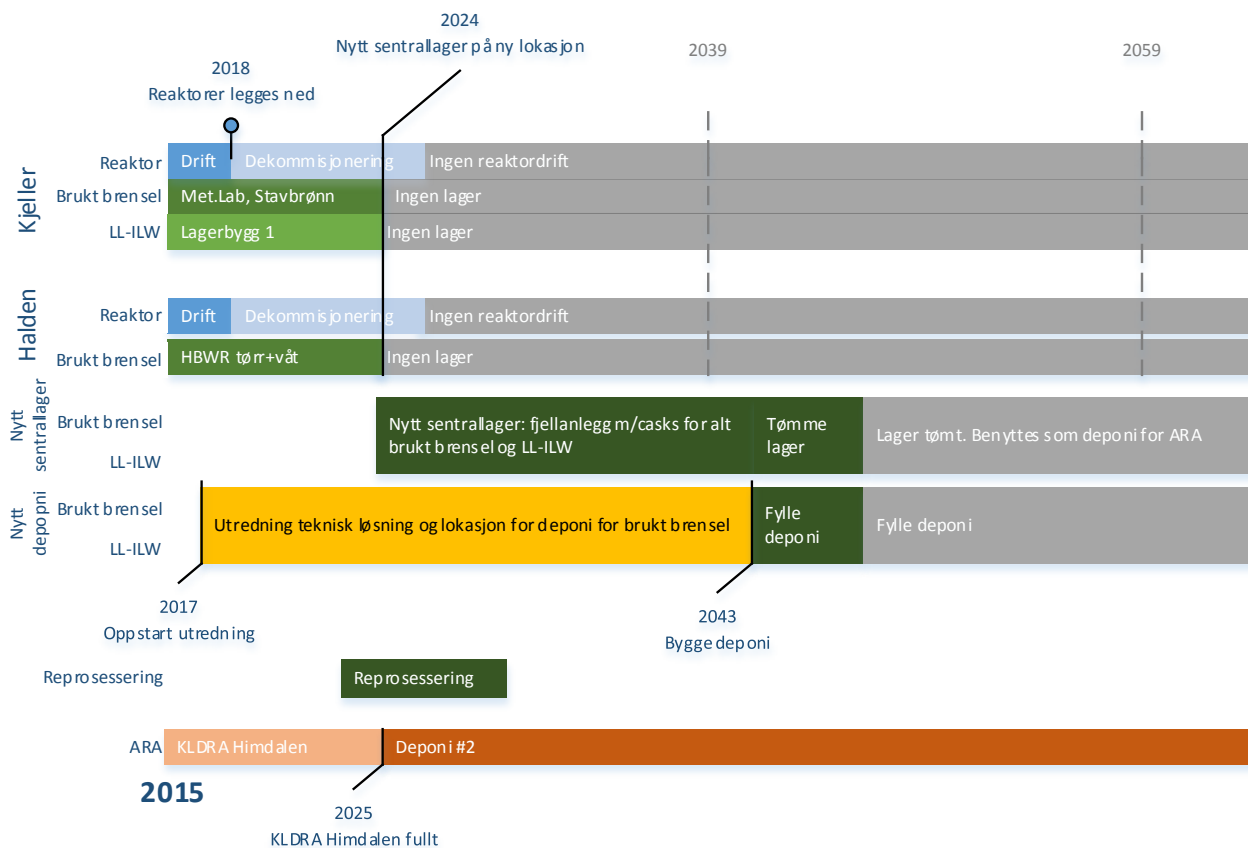 2024
Nytt sentrallager på ny lokasjon
2039
2059
2018
Reaktorer legges ned
Kjeller
Reaktor
Drift
Dekommisjonering
Ingen reaktordrift
Brukt brensel
Met.Lab, Stavbrønn
Ingen lager
LL-ILW
Lagerbygg 1
Ingen lager
Halden
Reaktor
Drift
Dekommisjonering
Ingen reaktordrift
Brukt brensel
HBWR tørr+våt
Ingen lager
Nytt
sentrallager
Brukt brensel
LL-ILW
Nytt sentrallager: fjellanlegg m/casks for alt
brukt brensel og LL-ILW
Tømme
lager
Lager tømt. Benyttes som deponi for ARA
Nytt
depopni
Brukt brensel
LL-ILW
Utredning teknisk løsning og lokasjon for deponi for brukt brensel
Fylle
deponi
Fylle deponi
2017
Oppstart utredning
2043
Bygge deponi
Reprosessering
Reprosessering
ARA
KLDRA Himdalen
Deponi #2
2015
2025
KLDRA Himdalen fullt